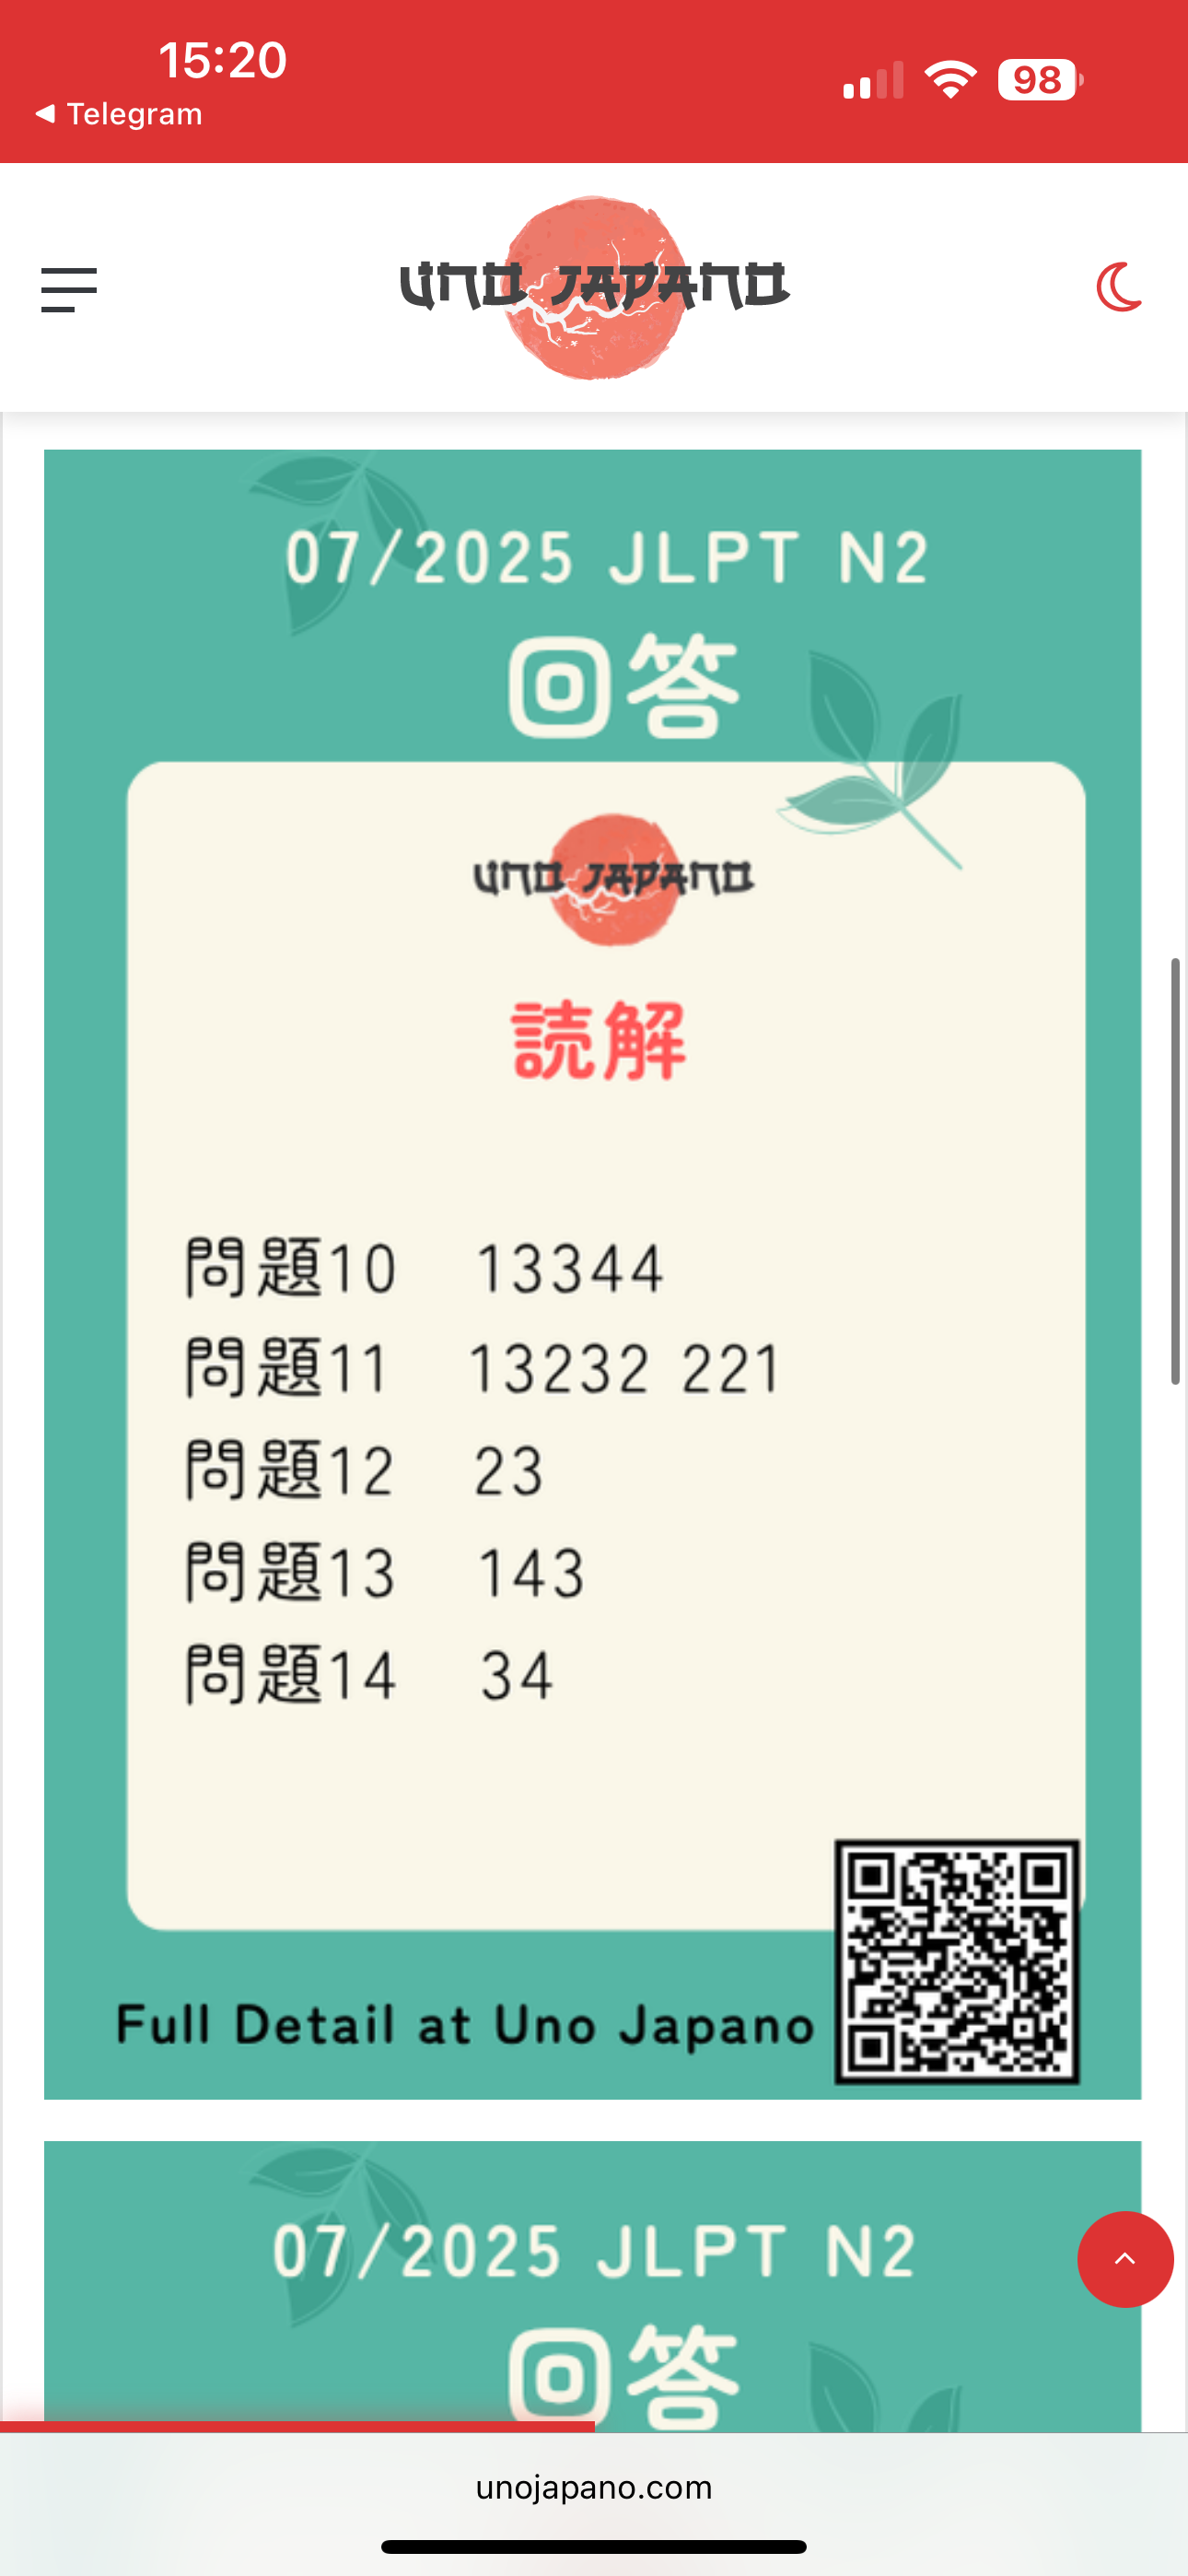 15:20
98
◀ Telegram
UNO JAPANO
07/2025 JLPT N2
回答
UNO JAPANO
読解
問題10 13344
問題11 13232 221
問題12 23
問題13 143
問題14 34
Full Detail at Uno Japano
07/2025 JLPT N2
回答
unojapano.com